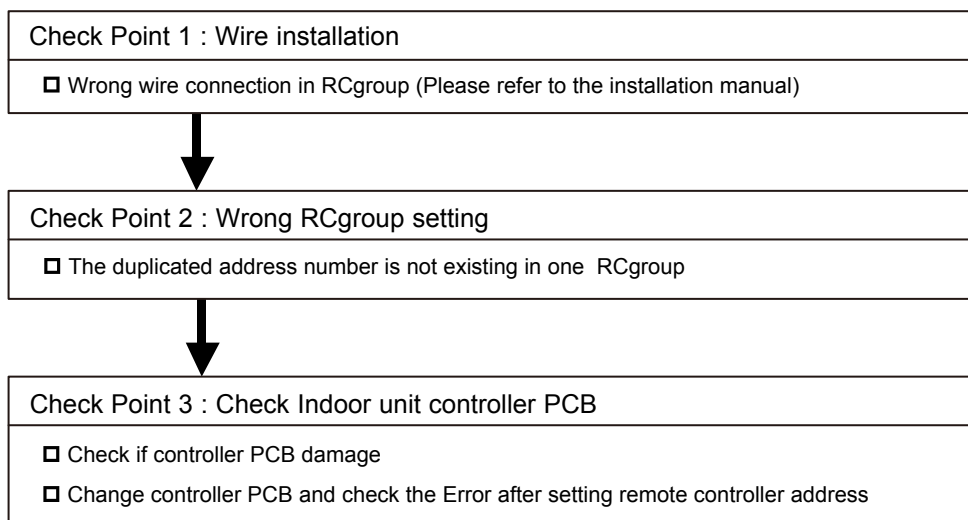 Check Point 1 : Wire installation
Wrong wire connection in RCgroup (Please refer to the installation manual)
Check Point 2 : Wrong RCgroup setting
The duplicated address number is not existing in one RCgroup
Check Point 3 : Check Indoor unit controller PCB
Check if controller PCB damage
Change controller PCB and check the Error after setting remote controller address